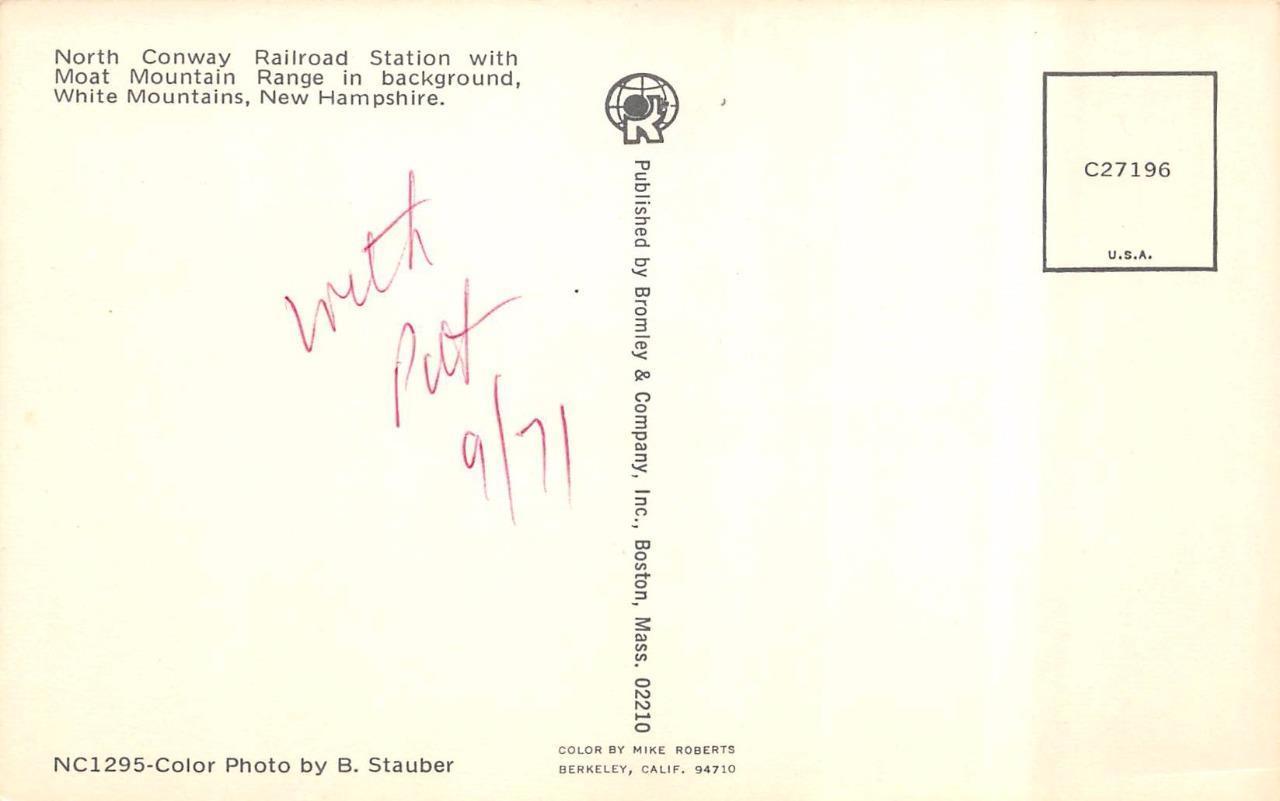 North Conway Railroad Station with
Moat Mountain Range in background,
White Mountains, New Hampshire.
with
Pat
9/71
NC1295-Color Photo by B. Stauber
Published by Bromley & Company, Inc., Boston, Mass. 02210
COLOR BY MIKE ROBERTS
BERKELEY, CALIF. 94710
C27196
U.S.A.